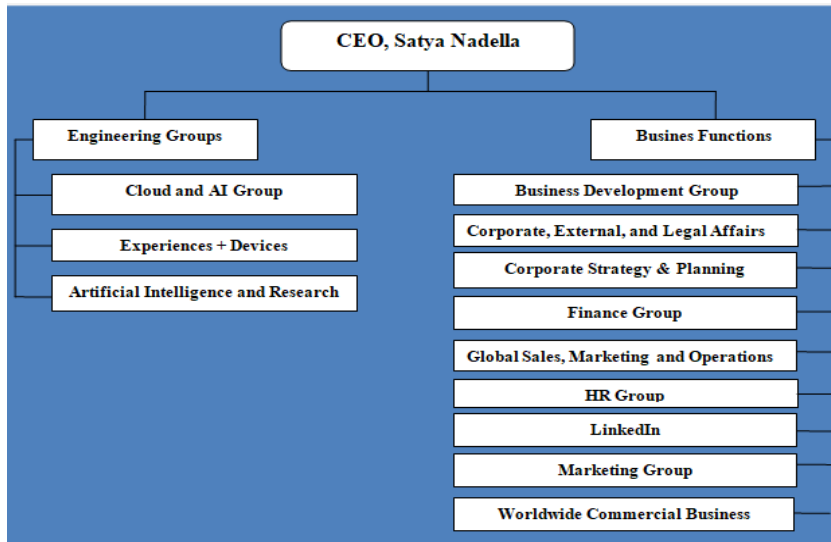 CEO, Satya Nadella
Engineering Groups
Cloud and AI Group
Experiences + Devices
Artificial Intelligence and Research
Busines Functions
Business Development Group
Corporate, External, and Legal Affairs
Corporate Strategy & Planning
Finance Group
Global Sales, Marketing and Operations
HR Group
LinkedIn
Marketing Group
Worldwide Commercial Business